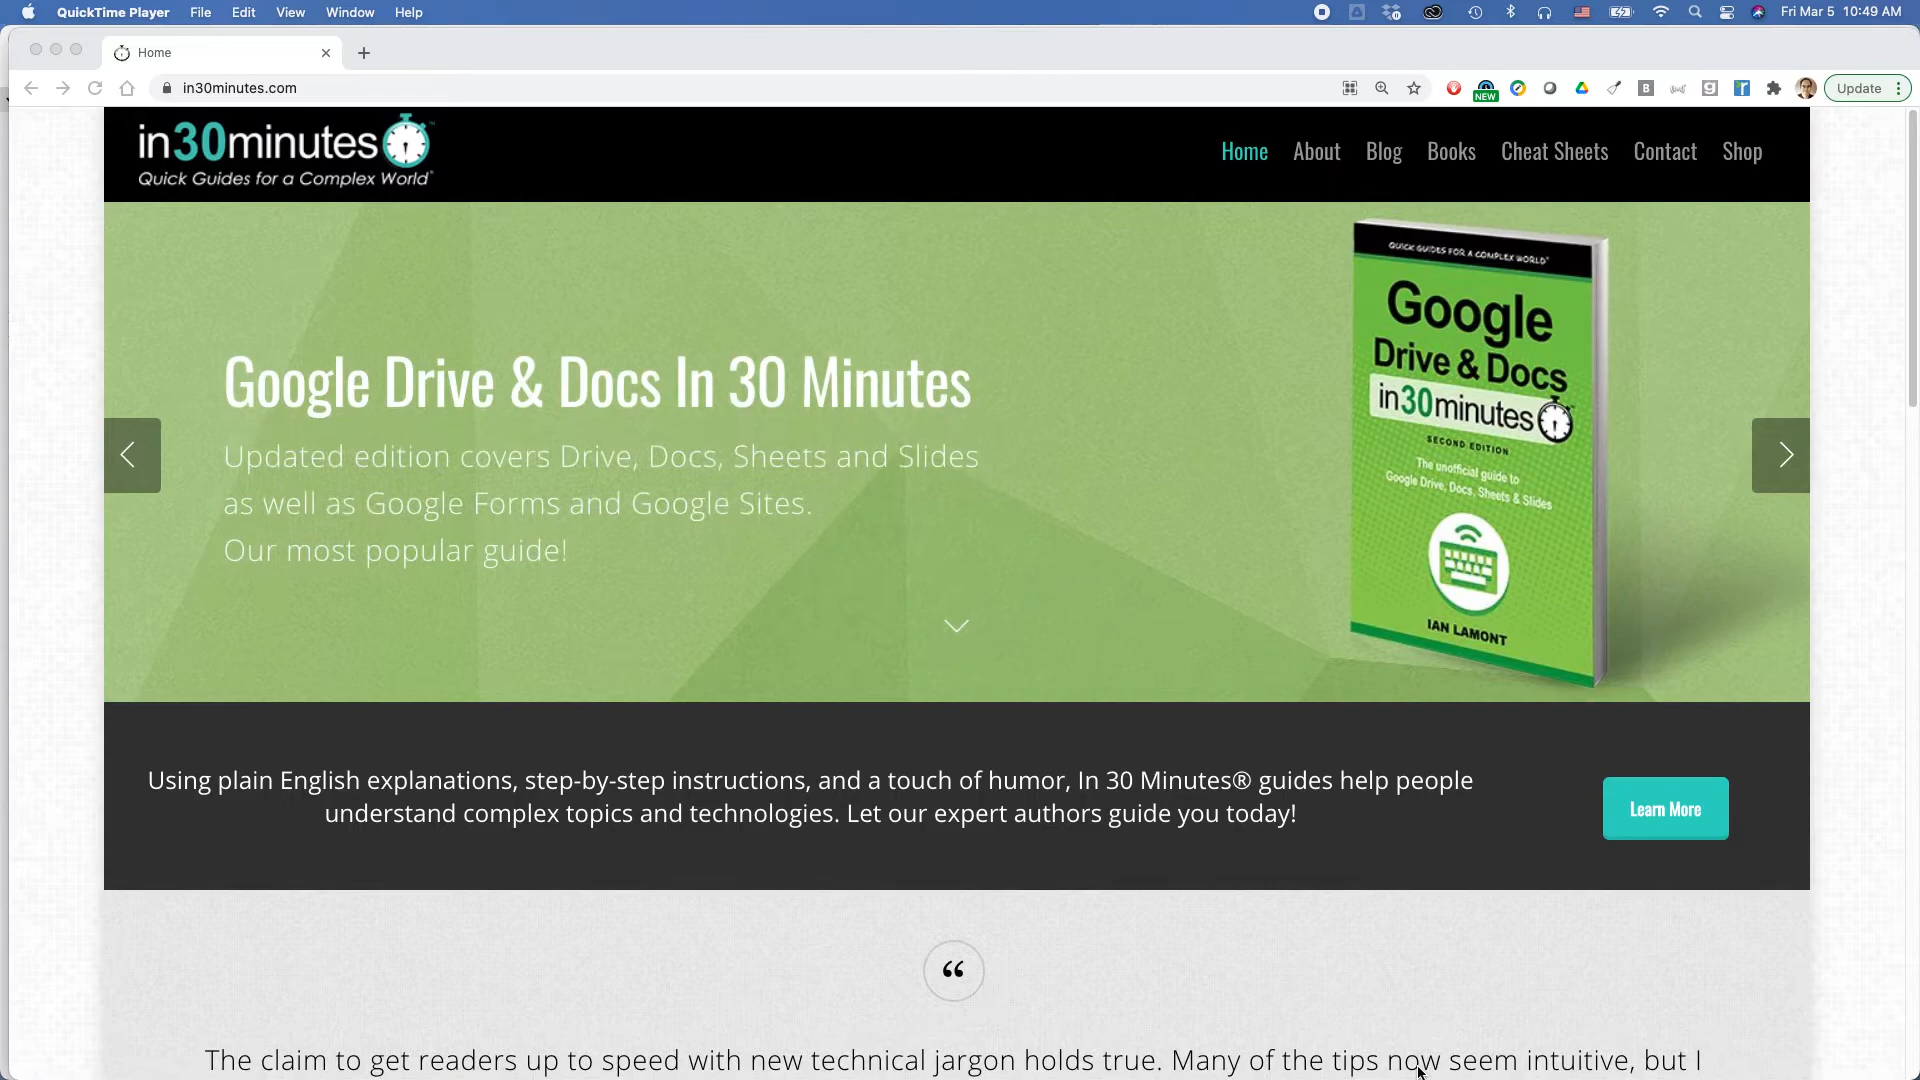 QuickTime Player File Edit View Window Help Fri Mar 5 10:49 AM
Home
in30minutes.com
NEW
Update
in30minutes™
Quick Guides for a Complex World®
Home About Blog Books Cheat Sheets Contact Shop
Google Drive & Docs In 30 Minutes
Updated edition covers Drive, Docs, Sheets and Slides
as well as Google Forms and Google Sites.
Our most popular guide!
QUICK GUIDES FOR A COMPLEX WORLD®
Google
Drive & Docs
in30minutes
SECOND EDITION
The unofficial guide to
Google Drive, Docs, Sheets & Slides
IAN LAMONT
Using plain English explanations, step-by-step instructions, and a touch of humor, In 30 Minutes® guides help people
understand complex topics and technologies. Let our expert authors guide you today!
Learn More
“
The claim to get readers up to speed with new technical jargon holds true. Many of the tips now seem intuitive, but I